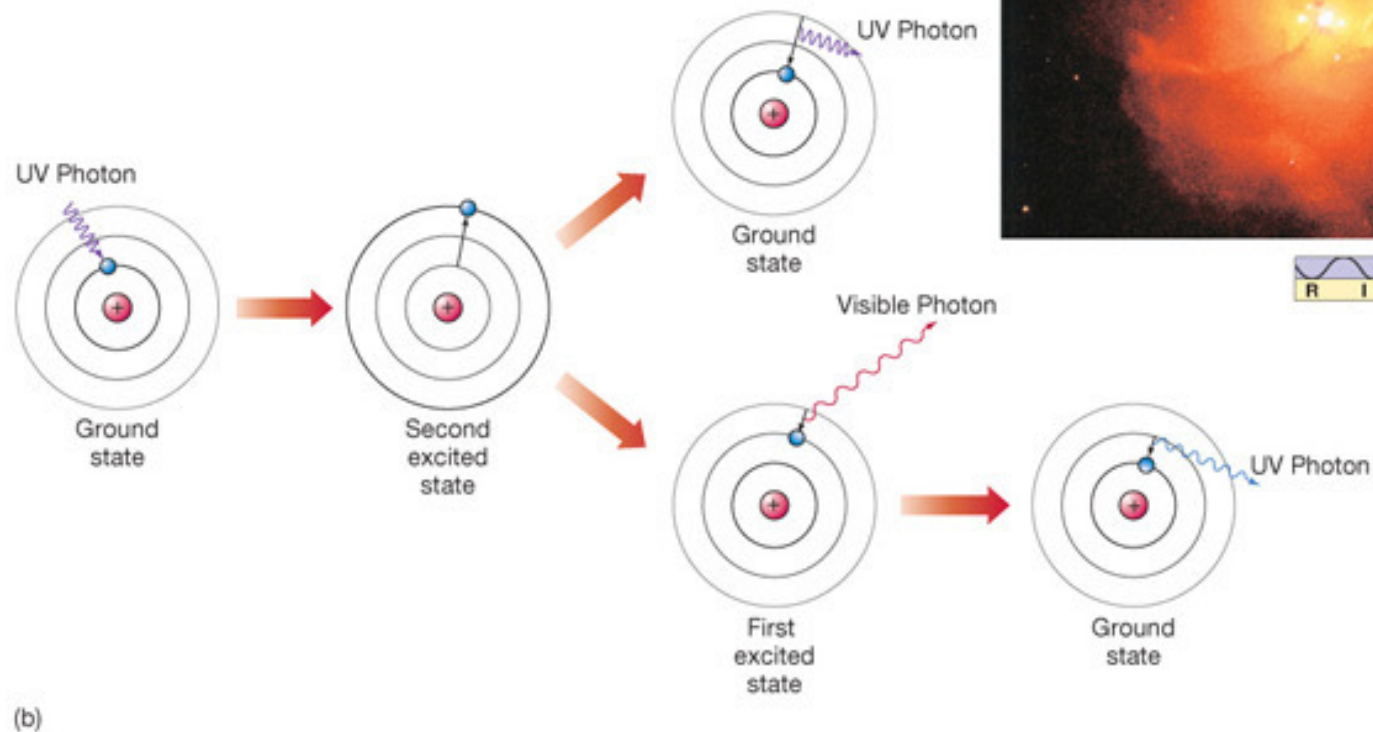 UV Photon
Ground
state
Second
excited
state
UV Photon
Ground
state
R I
Visible Photon
First
excited
state
UV Photon
Ground
state
(b)